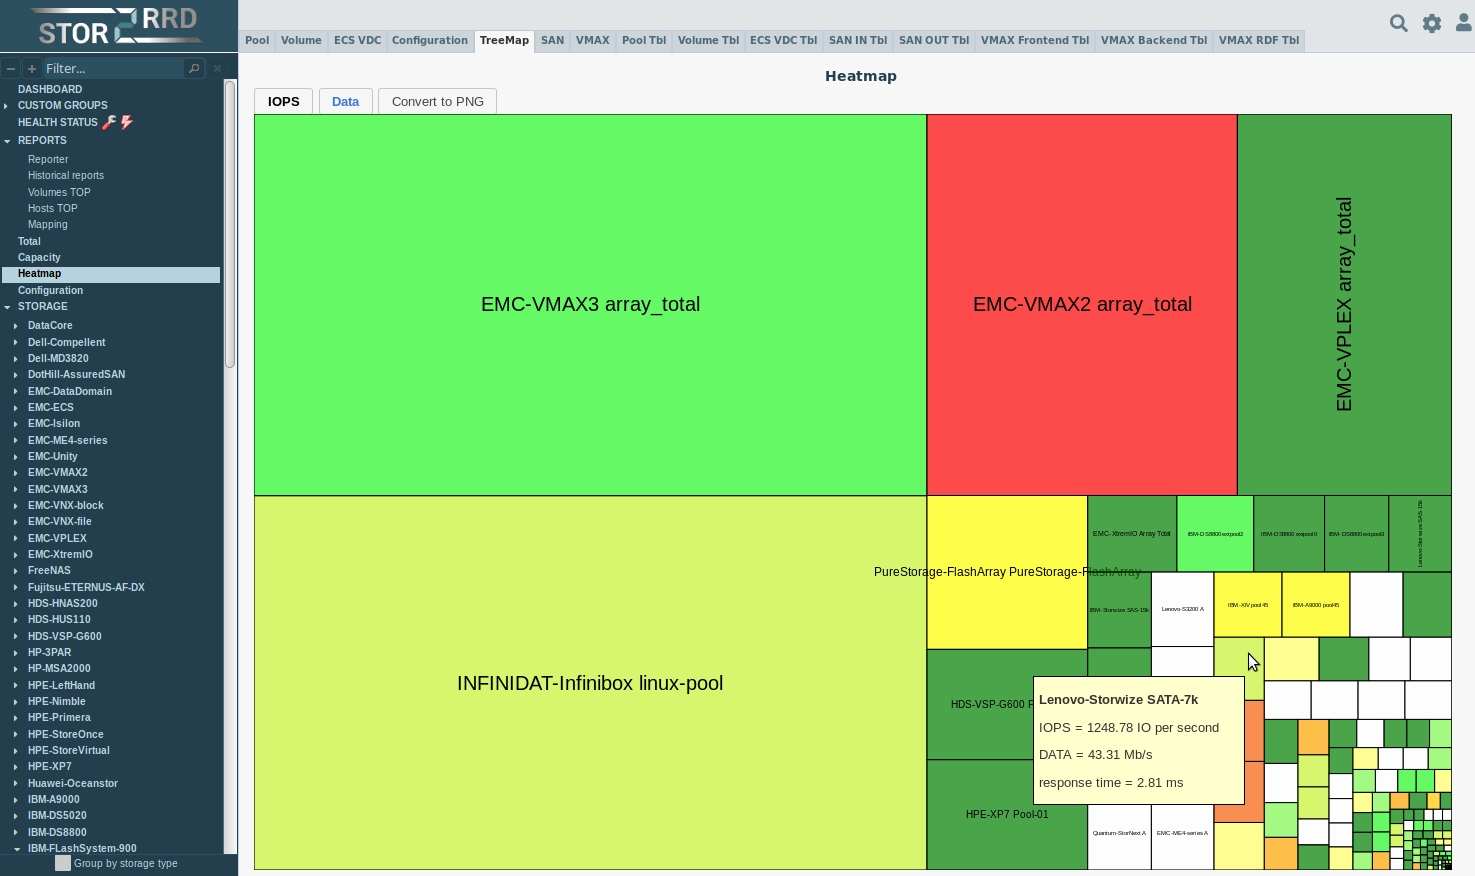 STOR2RRD
Pool Volume ECS VDC Configuration TreeMap SAN VMAX Pool Tbl Volume Tbl ECS VDC Tbl SAN IN Tbl SAN OUT Tbl VMAX Frontend Tbl VMAX Backend Tbl VMAX RDF Tbl
Filter...
DASHBOARD
CUSTOM GROUPS
HEALTH STATUS
REPORTS
Reporter
Historical reports
Volumes TOP
Hosts TOP
Mapping
Total
Capacity
Heatmap
Configuration
STORAGE
DataCore
Dell-Compellent
Dell-MD3820
DotHill-AssuredSAN
EMC-DataDomain
EMC-ECS
EMC-Isilon
EMC-ME4-series
EMC-Unity
EMC-VMAX2
EMC-VMAX3
EMC-VNX-block
EMC-VNX-file
EMC-VPLEX
EMC-XtremIO
FreeNAS
Fujitsu-ETERNUS-AF-DX
HDS-HNAS200
HDS-HUS110
HDS-VSP-G600
HP-3PAR
HP-MSA2000
HPE-LeftHand
HPE-Nimble
HPE-Primera
HPE-StoreOnce
HPE-StoreVirtual
HPE-XP7
Huawei-Oceanstor
IBM-A9000
IBM-DS5020
IBM-DS8800
IBM-FLashSystem-900
Group by storage type
Heatmap
IOPS Data Convert to PNG
EMC-VMAX3 array_total
EMC-VMAX2 array_total
EMC-VPLEX array_total
INFINIDAT-Infinibox linux-pool
PureStorage-FlashArray PureStorage-FlashArray
EMC-XtremIO Array Total
IBM-DS8800 extpool2
IBM-DS8800 extpool0
IBM-DS8800 extpool3
Lenovo-Storwize SAS-15k
IBM-Storwize SAS-15k
Lenovo-S3200 A
IBM-XIV pool45
IBM-A9000 pool45
HDS-VSP-G600 P
HPE-XP7 Pool-01
Quantum-StorNext A
EMC-ME4-series A
Lenovo-Storwize SATA-7k
IOPS = 1248.78 IO per second
DATA = 43.31 Mb/s
response time = 2.81 ms